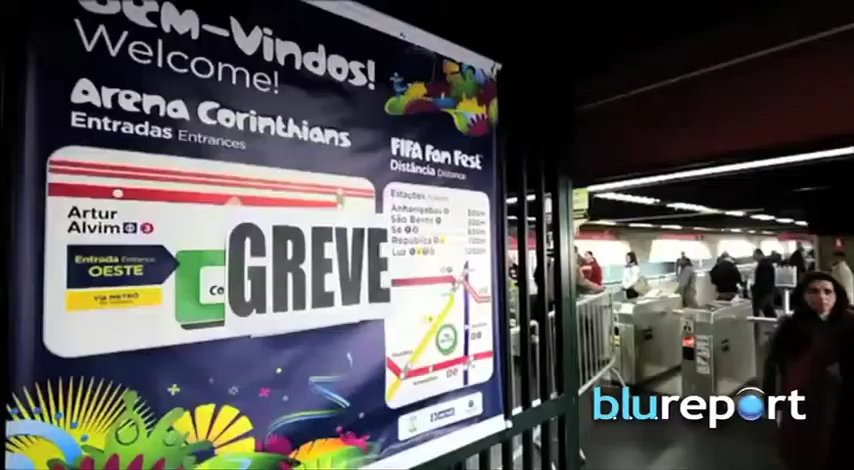 Bem-Vindos!
Welcome!
Arena Corinthians
Entradas Entrances
FIFA Fan Fest
Distância Distance
Estações
Anhangabaú
São Bento
Sé
República
Luz
Artur
Alvim 3
Entrada Entrance
OESTE
VIA METRÔ
GREVE
blureport